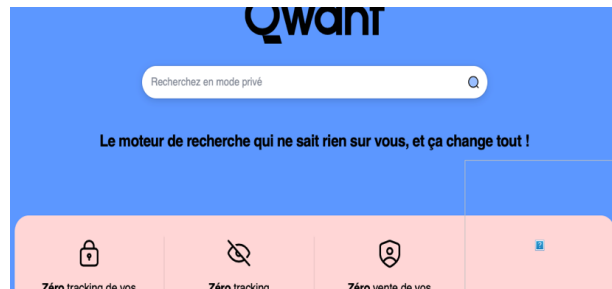 Qwant
Recherchez en mode privé
Le moteur de recherche qui ne sait rien sur vous, et ça change tout !
Zéro tracking de vos
Zéro tracking
Zéro vente de vos